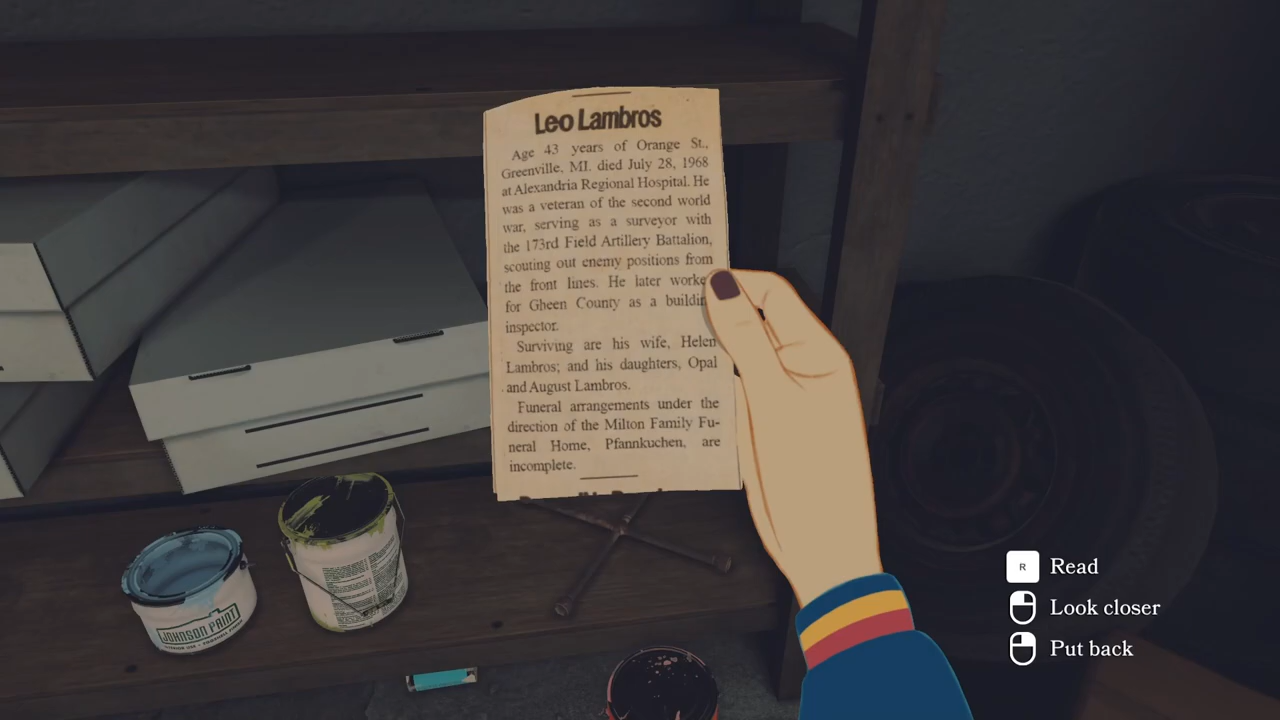 Leo Lambros
Age 43 years of Orange St.,
Greenville, MI. died July 28, 1968
at Alexandria Regional Hospital. He
was a veteran of the second world
war, serving as a surveyor with
the 173rd Field Artillery Battalion,
scouting out enemy positions from
the front lines. He later worke
for Gheen County as a buildin
inspector.
Surviving are his wife, Helen
Lambros; and his daughters, Opal
and August Lambros.
Funeral arrangements under the
direction of the Milton Family Fu-
neral Home, Pfannkuchen, are
incomplete.
JOHNSON PAINT
R Read
Look closer
Put back